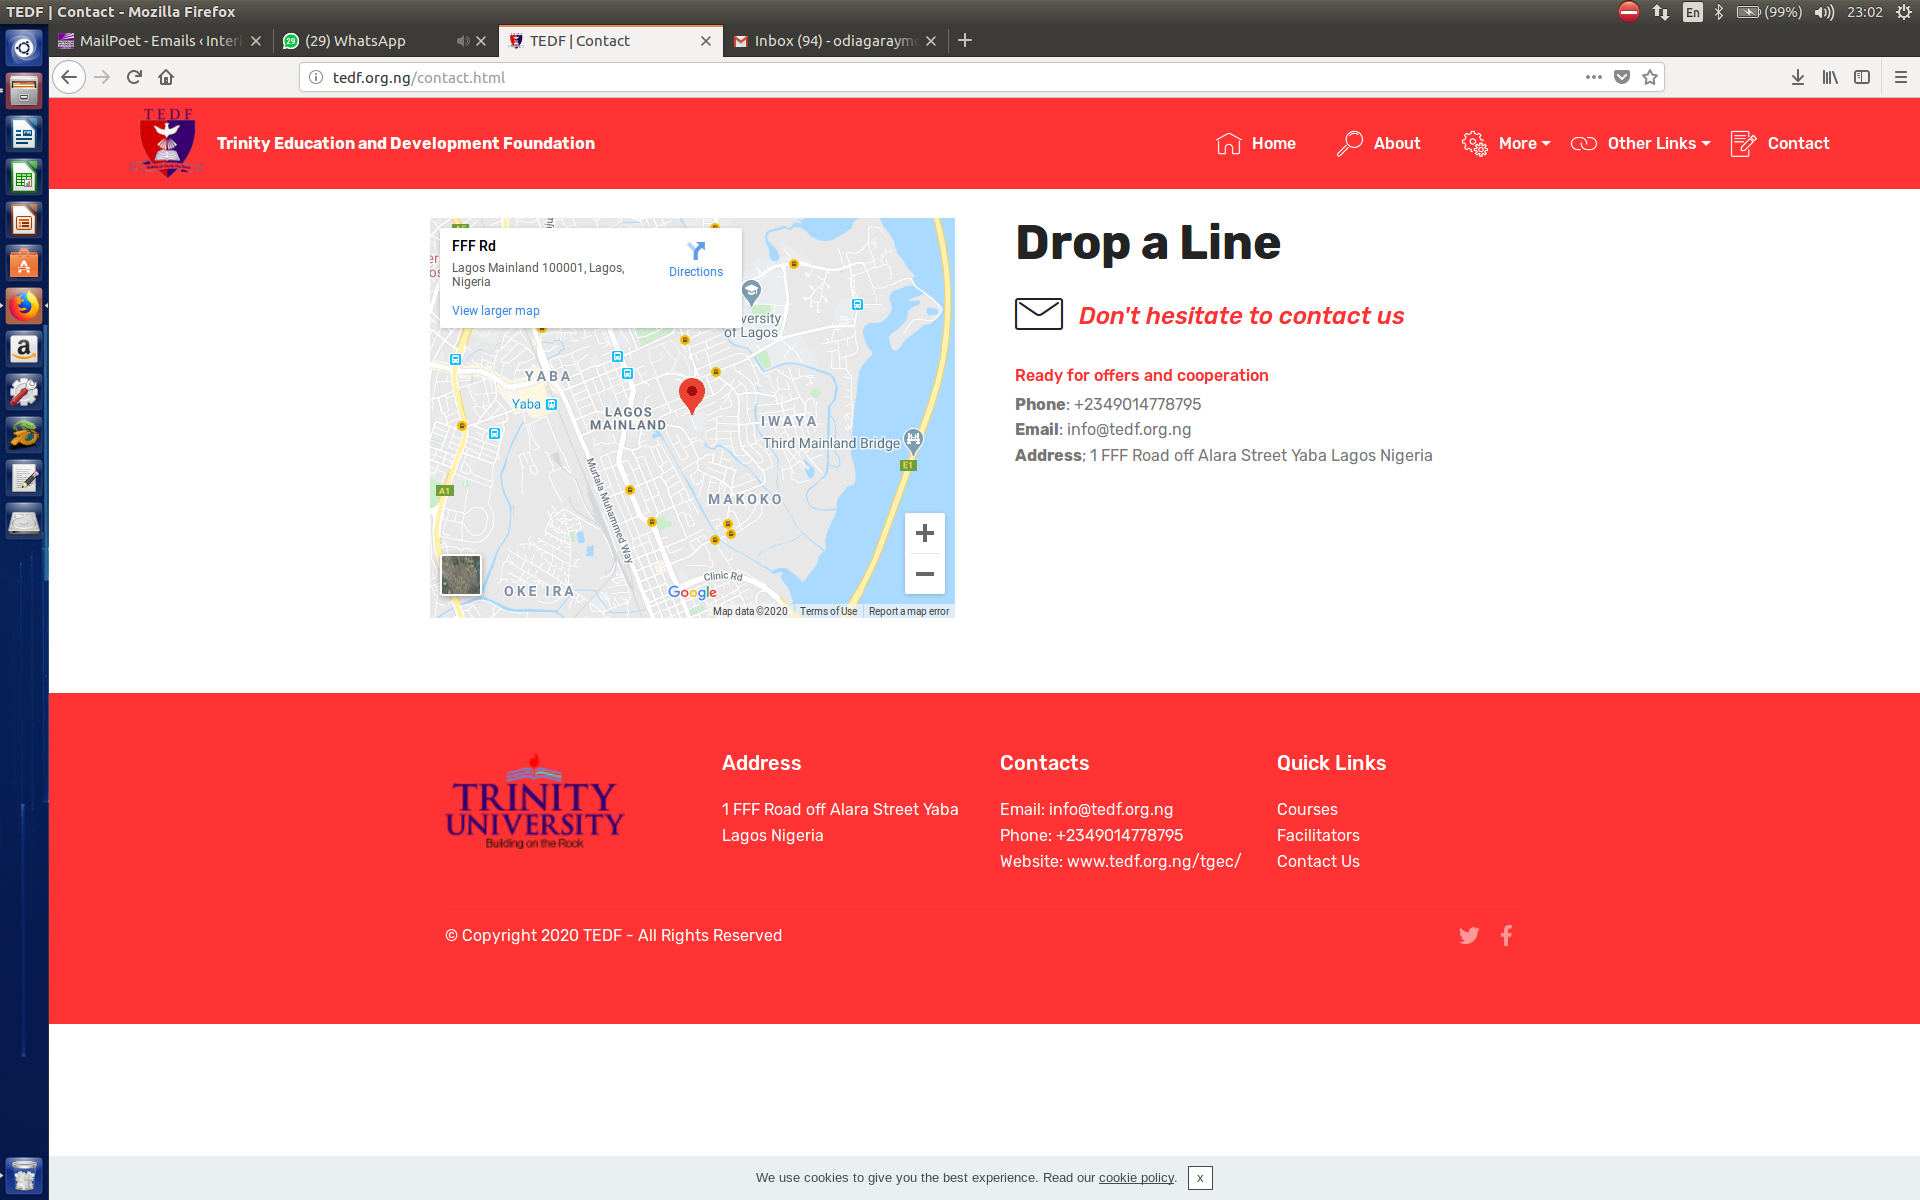 TEDF | Contact - Mozilla Firefox
En
(99%)
23:02
MailPoet - Emails ‹ Inter
(29) WhatsApp
TEDF | Contact
Inbox (94) - odiagaraymo
tedf.org.ng/contact.html
TEDF
Trinity Education and Development Foundation
Home
About
More
Other Links
Contact
FFF Rd
Lagos Mainland 100001, Lagos,
Nigeria
Directions
View larger map
versity
of Lagos
YABA
Yaba
LAGOS
MAINLAND
IWAYA
Third Mainland Bridge
E1
A1
MAKOKO
Murtala Muhammed Way
OKE IRA
Clinic Rd
Google
Map data ©2020
Terms of Use
Report a map error
Drop a Line
Don't hesitate to contact us
Ready for offers and cooperation
Phone: +2349014778795
Email: info@tedf.org.ng
Address; 1 FFF Road off Alara Street Yaba Lagos Nigeria
TRINITY
UNIVERSITY
Building on the Rock
Address
1 FFF Road off Alara Street Yaba
Lagos Nigeria
Contacts
Email: info@tedf.org.ng
Phone: +2349014778795
Website: www.tedf.org.ng/tgec/
Quick Links
Courses
Facilitators
Contact Us
© Copyright 2020 TEDF - All Rights Reserved
We use cookies to give you the best experience. Read our cookie policy. x